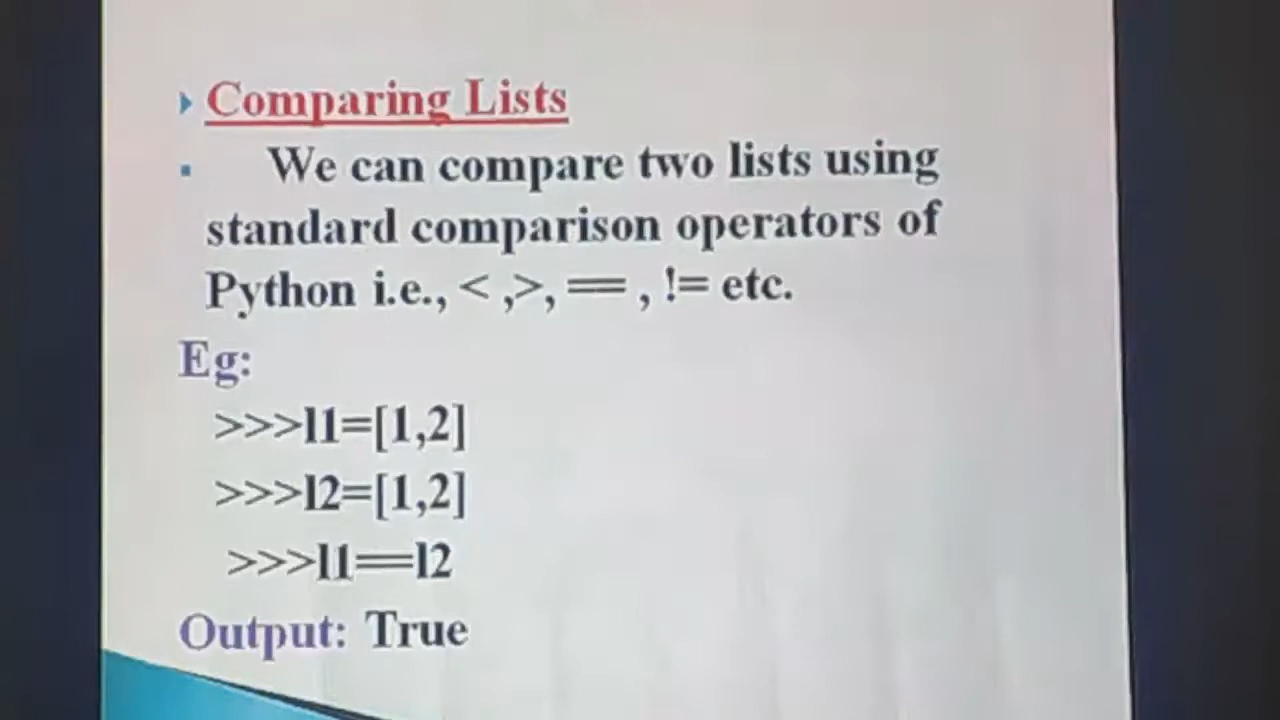 Comparing Lists
We can compare two lists using
standard comparison operators of
Python i.e., < ,>, == , != etc.
Eg:
>>>l1=[1,2]
>>>l2=[1,2]
>>>l1==l2
Output: True